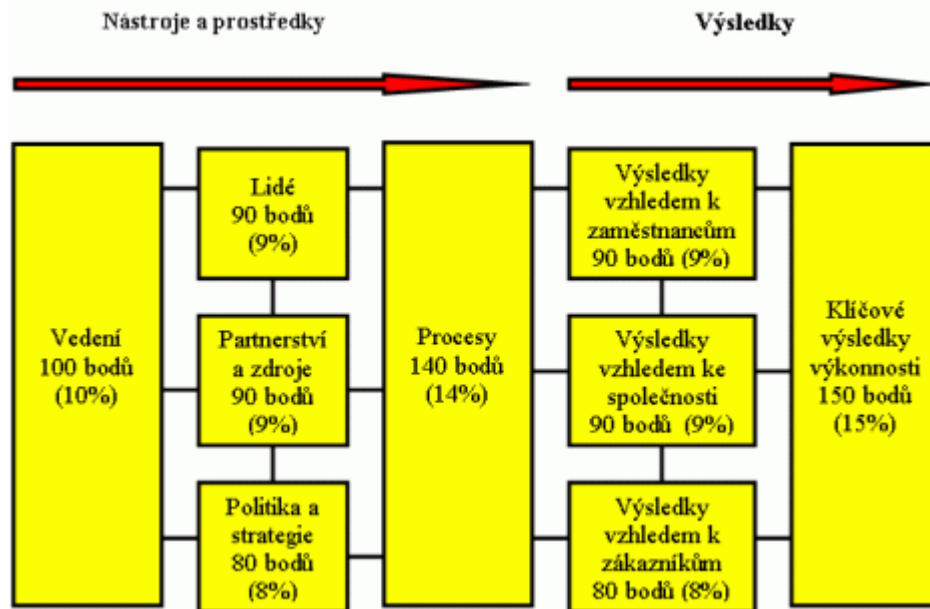 Nástroje a prostředky
Výsledky
Vedení
100 bodů
(10%)
Lidé
90 bodů
(9%)
Partnerství
a zdroje
90 bodů
(9%)
Politika a
strategie
80 bodů
(8%)
Procesy
140 bodů
(14%)
Výsledky
vzhledem k
zaměstnancům
90 bodů (9%)
Výsledky
vzhledem ke
společnosti
90 bodů (9%)
Výsledky
vzhledem k
zákazníkům
80 bodů (8%)
Klíčové
výsledky
výkonnosti
150 bodů
(15%)